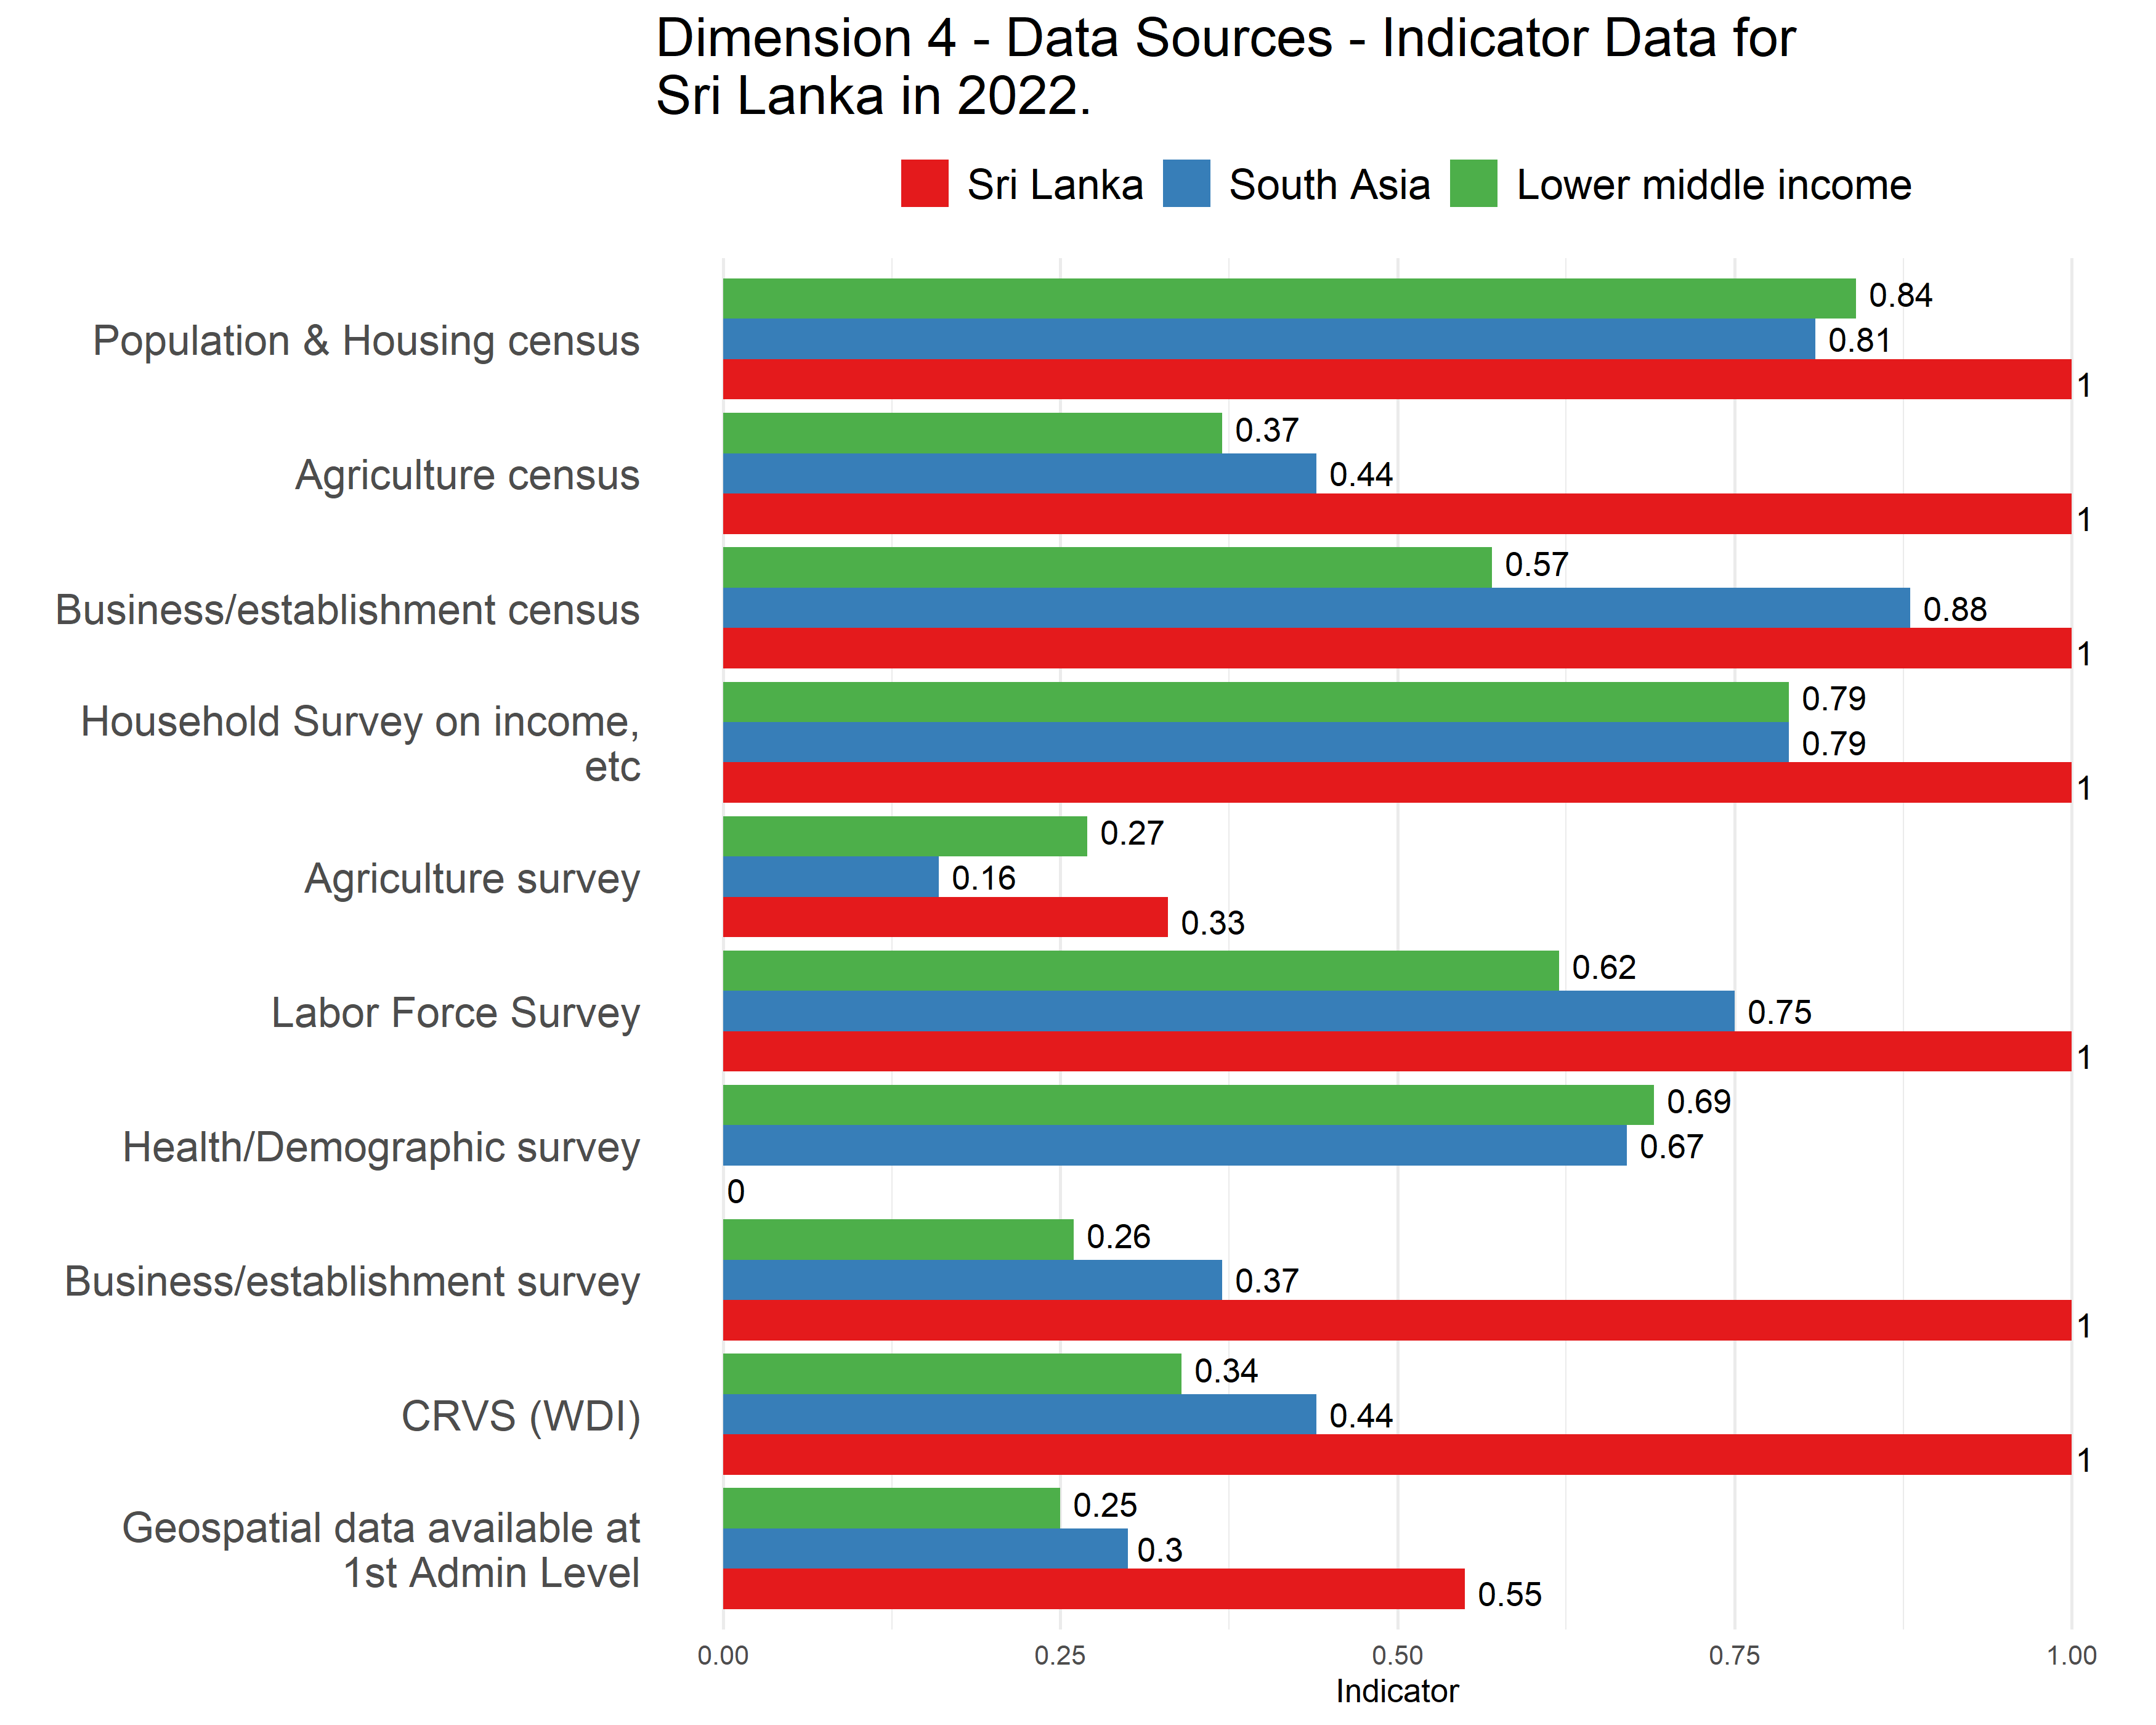 Dimension 4 - Data Sources - Indicator Data for
Sri Lanka in 2022.
Sri Lanka
South Asia
Lower middle income
Population & Housing census
0.84
0.81
1
Agriculture census
0.37
0.44
1
Business/establishment census
0.57
0.88
1
Household Survey on income,
etc
0.79
0.79
1
Agriculture survey
0.27
0.16
0.33
Labor Force Survey
0.62
0.75
1
Health/Demographic survey
0.69
0.67
0
Business/establishment survey
0.26
0.37
1
CRVS (WDI)
0.34
0.44
1
Geospatial data available at
1st Admin Level
0.25
0.3
0.55
0.00
0.25
0.50
0.75
1.00
Indicator